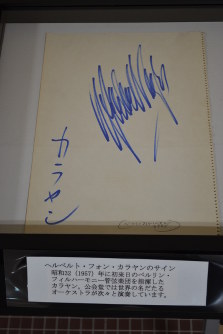 カラヤン
ヘルベルト・フォン・カラヤンのサイン
昭和32（1957）年に初来日のベルリン・
フィルハーモニー管弦楽団を指揮した
カラヤン。公会堂では世界の名だたる
オーケストラが次々と演奏しています。